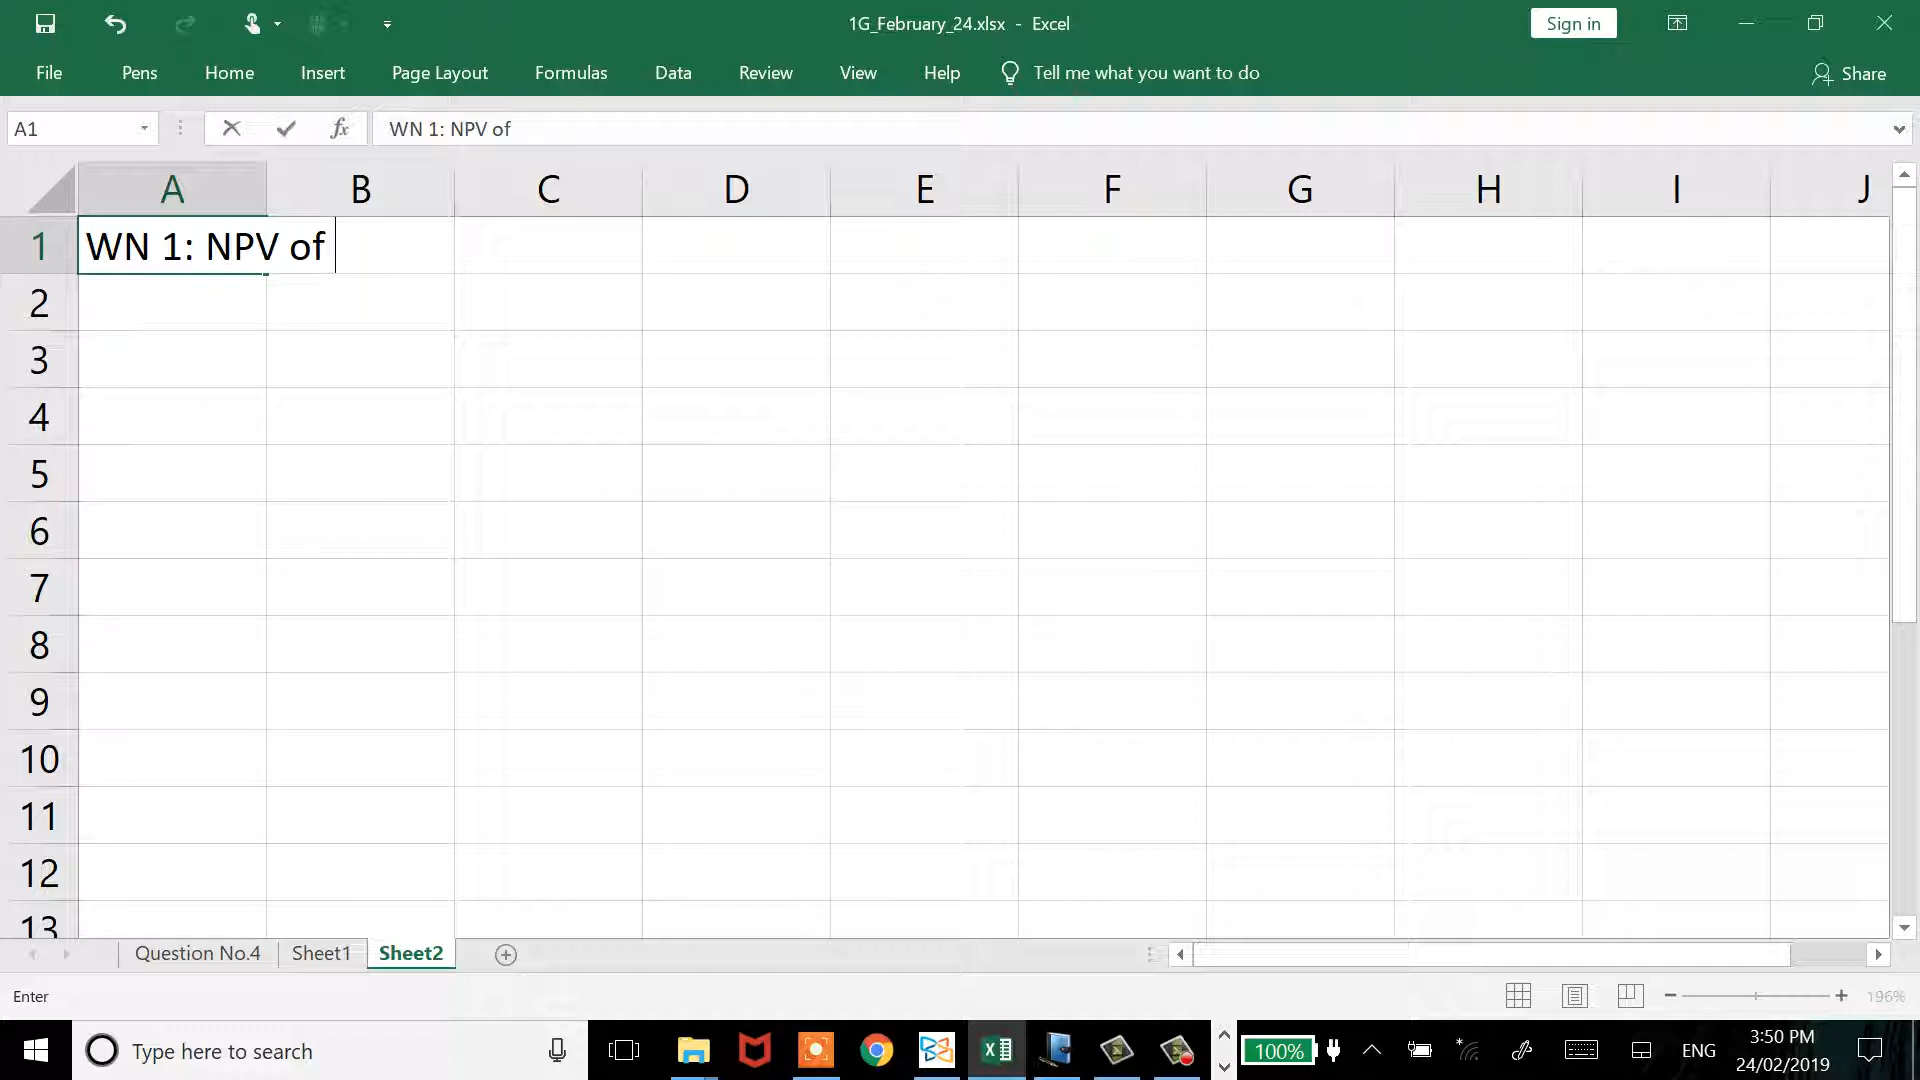 1G_February_24.xlsx - Excel
Sign in
File Pens Home Insert Page Layout Formulas Data Review View Help Tell me what you want to do Share
A1 fx WN 1: NPV of
A B C D E F G H I J
1 WN 1: NPV of
2
3
4
5
6
7
8
9
10
11
12
13
Question No.4 Sheet1 Sheet2
Enter 196%
Type here to search 100% ENG 3:50 PM
24/02/2019